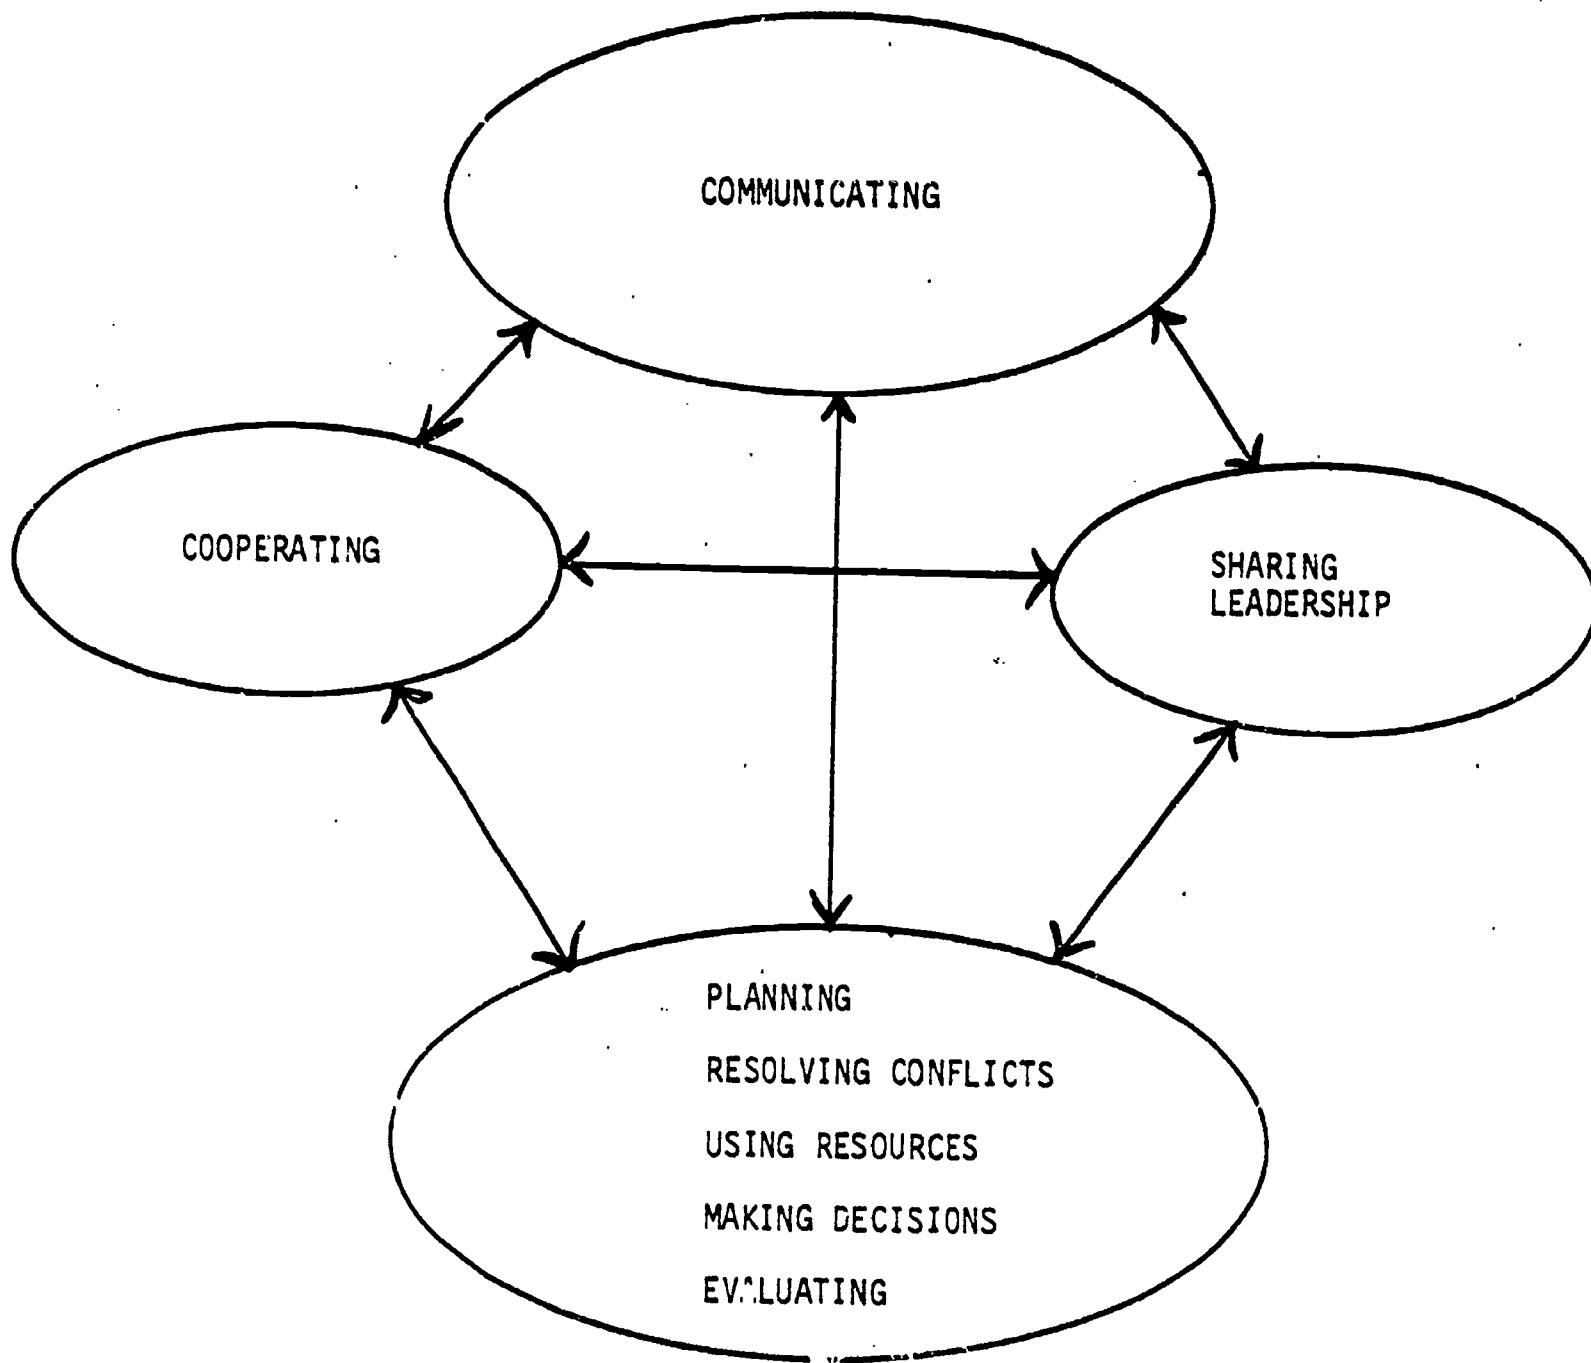 COMMUNICATING
COOPERATING
SHARING
LEADERSHIP
PLANNING
RESOLVING CONFLICTS
USING RESOURCES
MAKING DECISIONS
EVALUATING